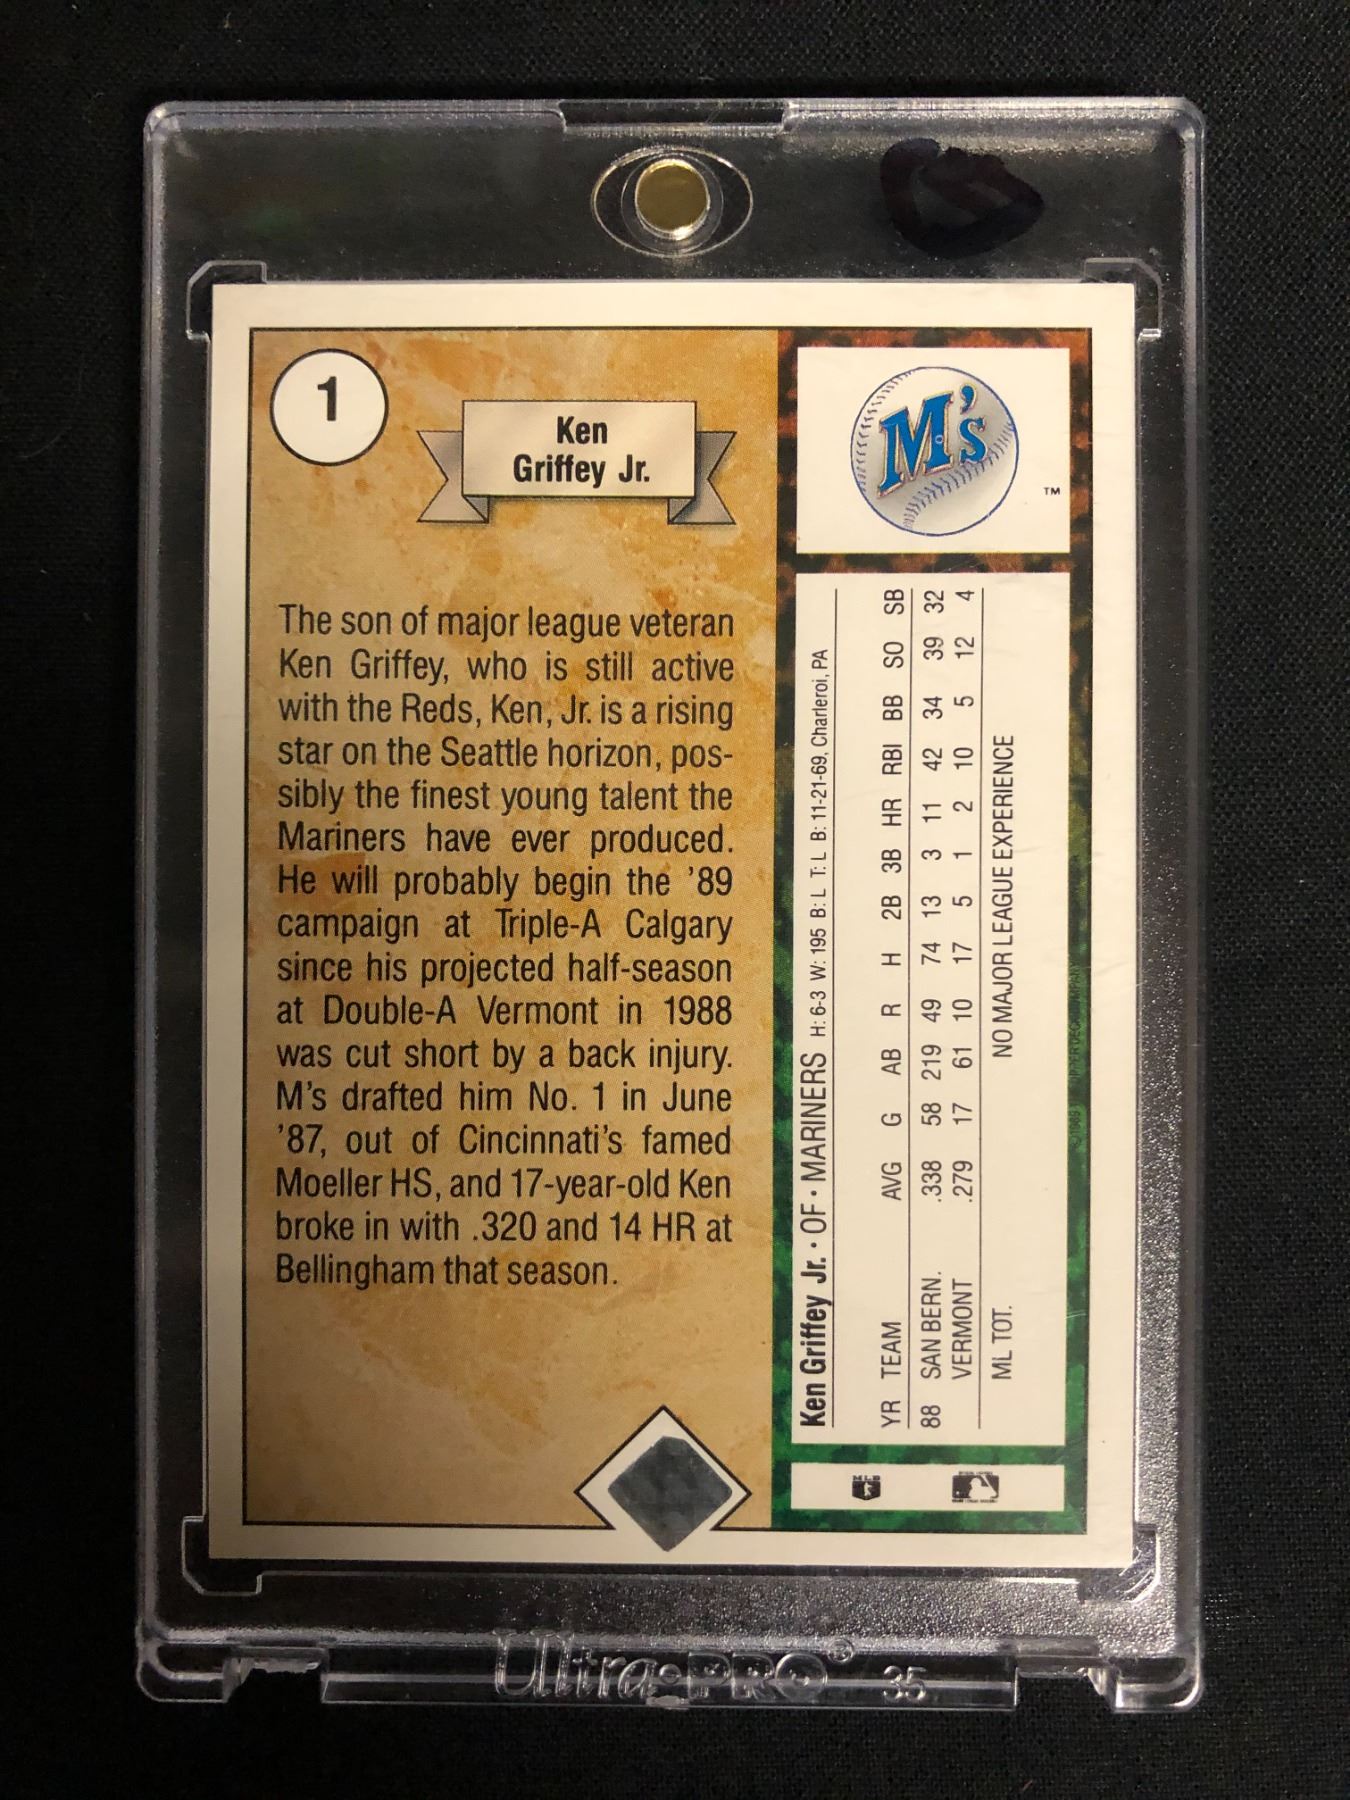 1
Ken
Griffey Jr.
The son of major league veteran
Ken Griffey, who is still active
with the Reds, Ken, Jr. is a rising
star on the Seattle horizon, pos-
sibly the finest young talent the
Mariners have ever produced.
He will probably begin the '89
campaign at Triple-A Calgary
since his projected half-season
at Double-A Vermont in 1988
was cut short by a back injury.
M's drafted him No. 1 in June
'87, out of Cincinnati's famed
Moeller HS, and 17-year-old Ken
broke in with .320 and 14 HR at
Bellingham that season.
M's
TM
Ken Griffey Jr. • OF • MARINERS H: 6-3 W: 195 B: L T: L B: 11-21-69, Charleroi, PA
YR TEAM AVG G AB R H 2B 3B HR RBI BB SO SB
88 SAN BERN. .338 58 219 49 74 13 3 11 42 34 39 32
VERMONT .279 17 61 10 17 5 1 2 10 5 12 4
ML TOT. NO MAJOR LEAGUE EXPERIENCE
Ultra•PRO® 35